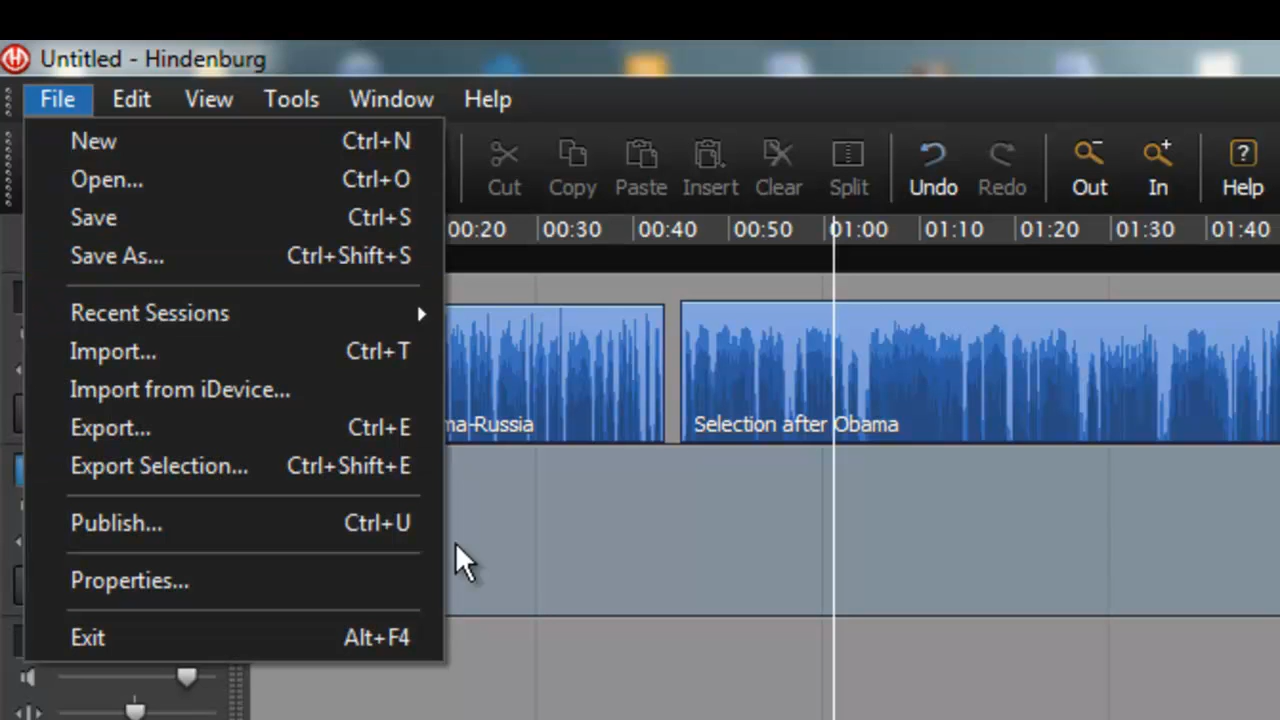 Untitled - Hindenburg
File Edit View Tools Window Help
Cut Copy Paste Insert Clear Split Undo Redo Out In Help
New Ctrl+N
Open... Ctrl+O
Save Ctrl+S
Save As... Ctrl+Shift+S
Recent Sessions
Import... Ctrl+T
Import from iDevice...
Export... Ctrl+E
Export Selection... Ctrl+Shift+E
Publish... Ctrl+U
Properties...
Exit Alt+F4
00:20 00:30 00:40 00:50 01:00 01:10 01:20 01:30 01:40
ma-Russia Selection after Obama